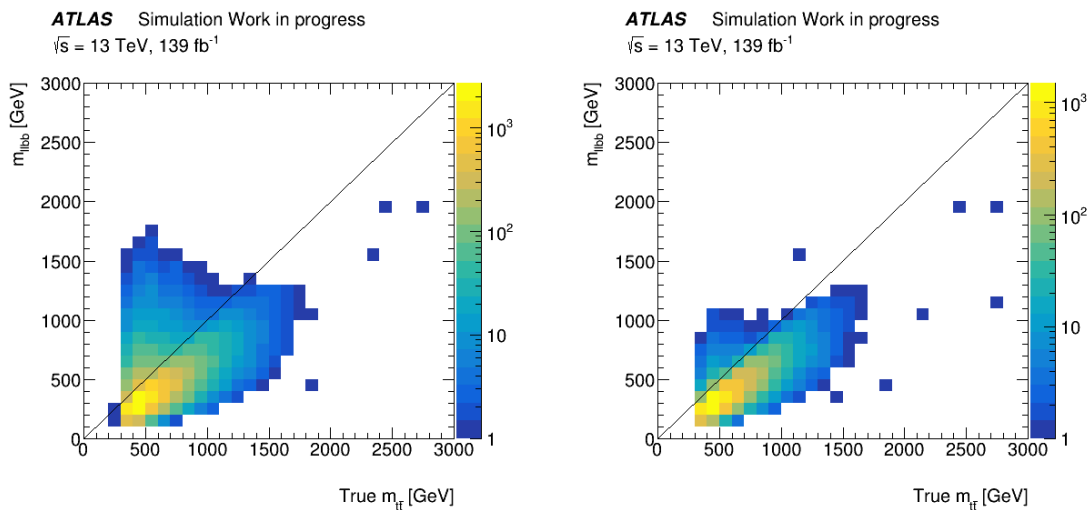 ATLAS Simulation Work in progress
√s = 13 TeV, 139 fb⁻¹
3000
2500
2000
1500
1000
500
0
m_llbb [GeV]
10³
10²
10
1
0 500 1000 1500 2000 2500 3000
True m_tt̄ [GeV]
ATLAS Simulation Work in progress
√s = 13 TeV, 139 fb⁻¹
3000
2500
2000
1500
1000
500
0
m_llbb [GeV]
10³
10²
10
1
0 500 1000 1500 2000 2500 3000
True m_tt̄ [GeV]